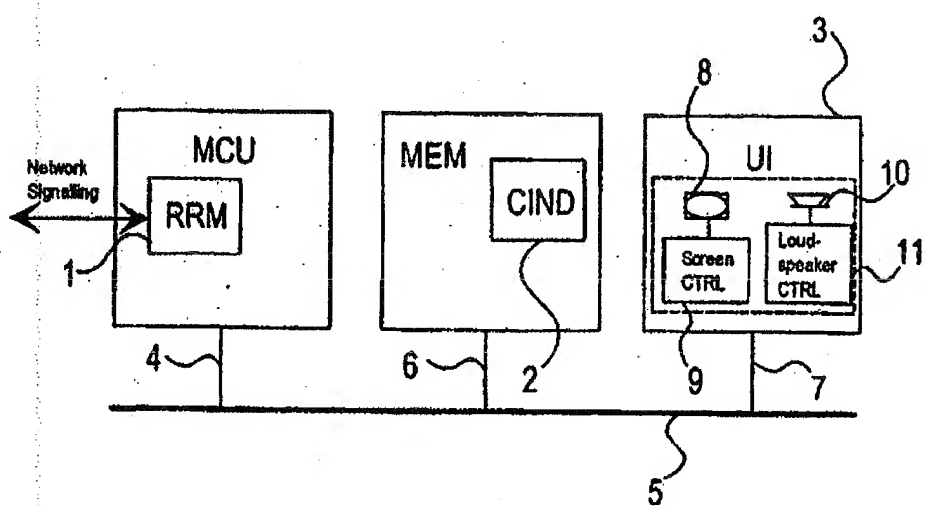 3
8
MCU
MEM
UI
10
Network
Signalling
RRM
CIND
1
Screen
CTRL
Loud-
speaker
CTRL
11
4
6
2
9
7
5